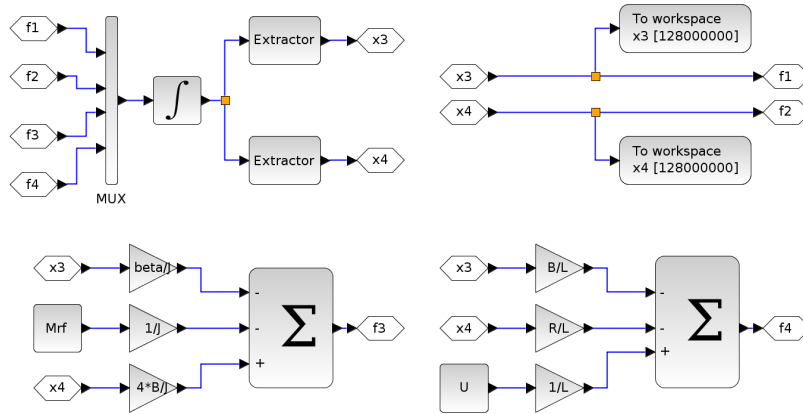 f1
f2
f3
f4
MUX
∫
Extractor
x3
Extractor
x4
To workspace
x3 [128000000]
x3
f1
x4
f2
To workspace
x4 [128000000]
x3
beta/J
-
Mrf
1/J
-
Σ
f3
x4
4*B/J
+
x3
B/L
-
x4
R/L
-
Σ
f4
U
1/L
+